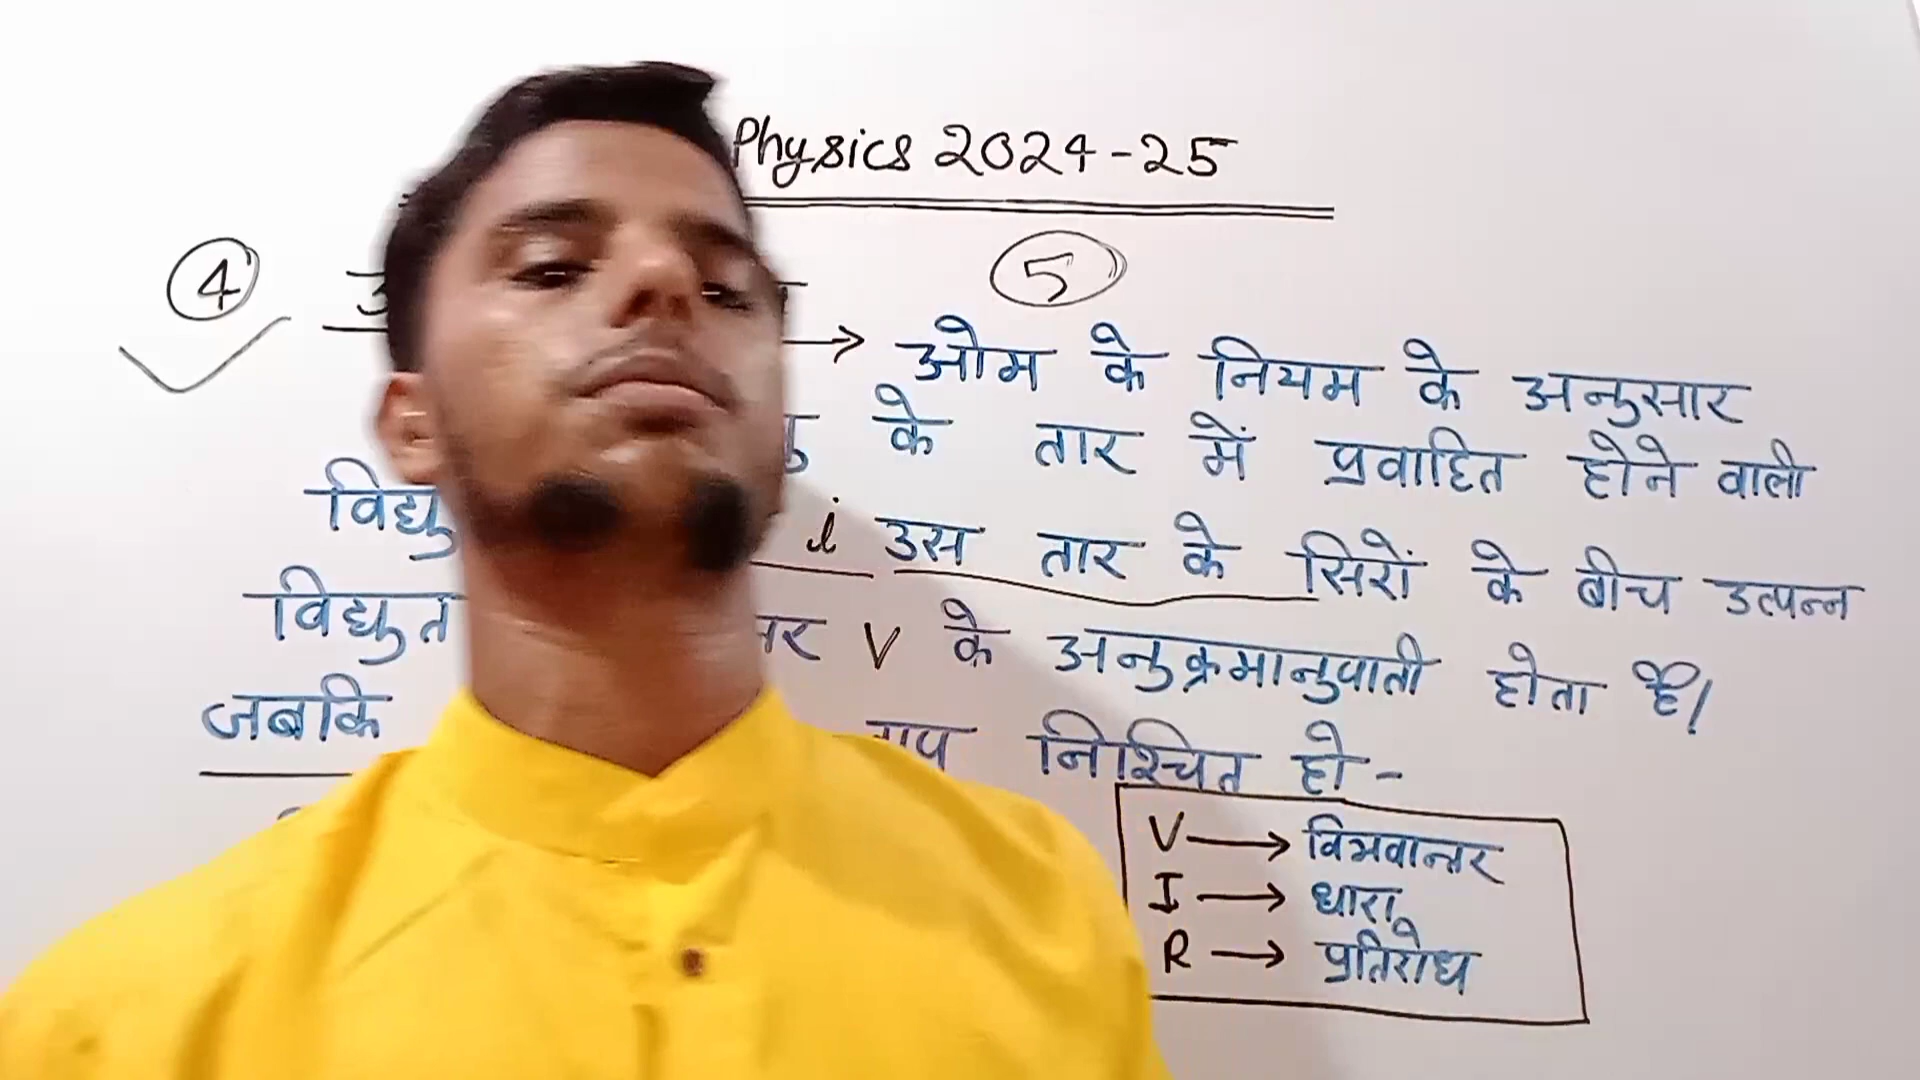 Physics 2024-25
④ ⑤
→ ओम के नियम के अनुसार
के तार में प्रवाहित होने वाली
i उस तार के सिरों के बीच उत्पन्न
विद्युत V के अनुक्रमानुपाती होता है।
जबकि निश्चित हो -
V → विभवान्तर
I → धारा
R → प्रतिरोध